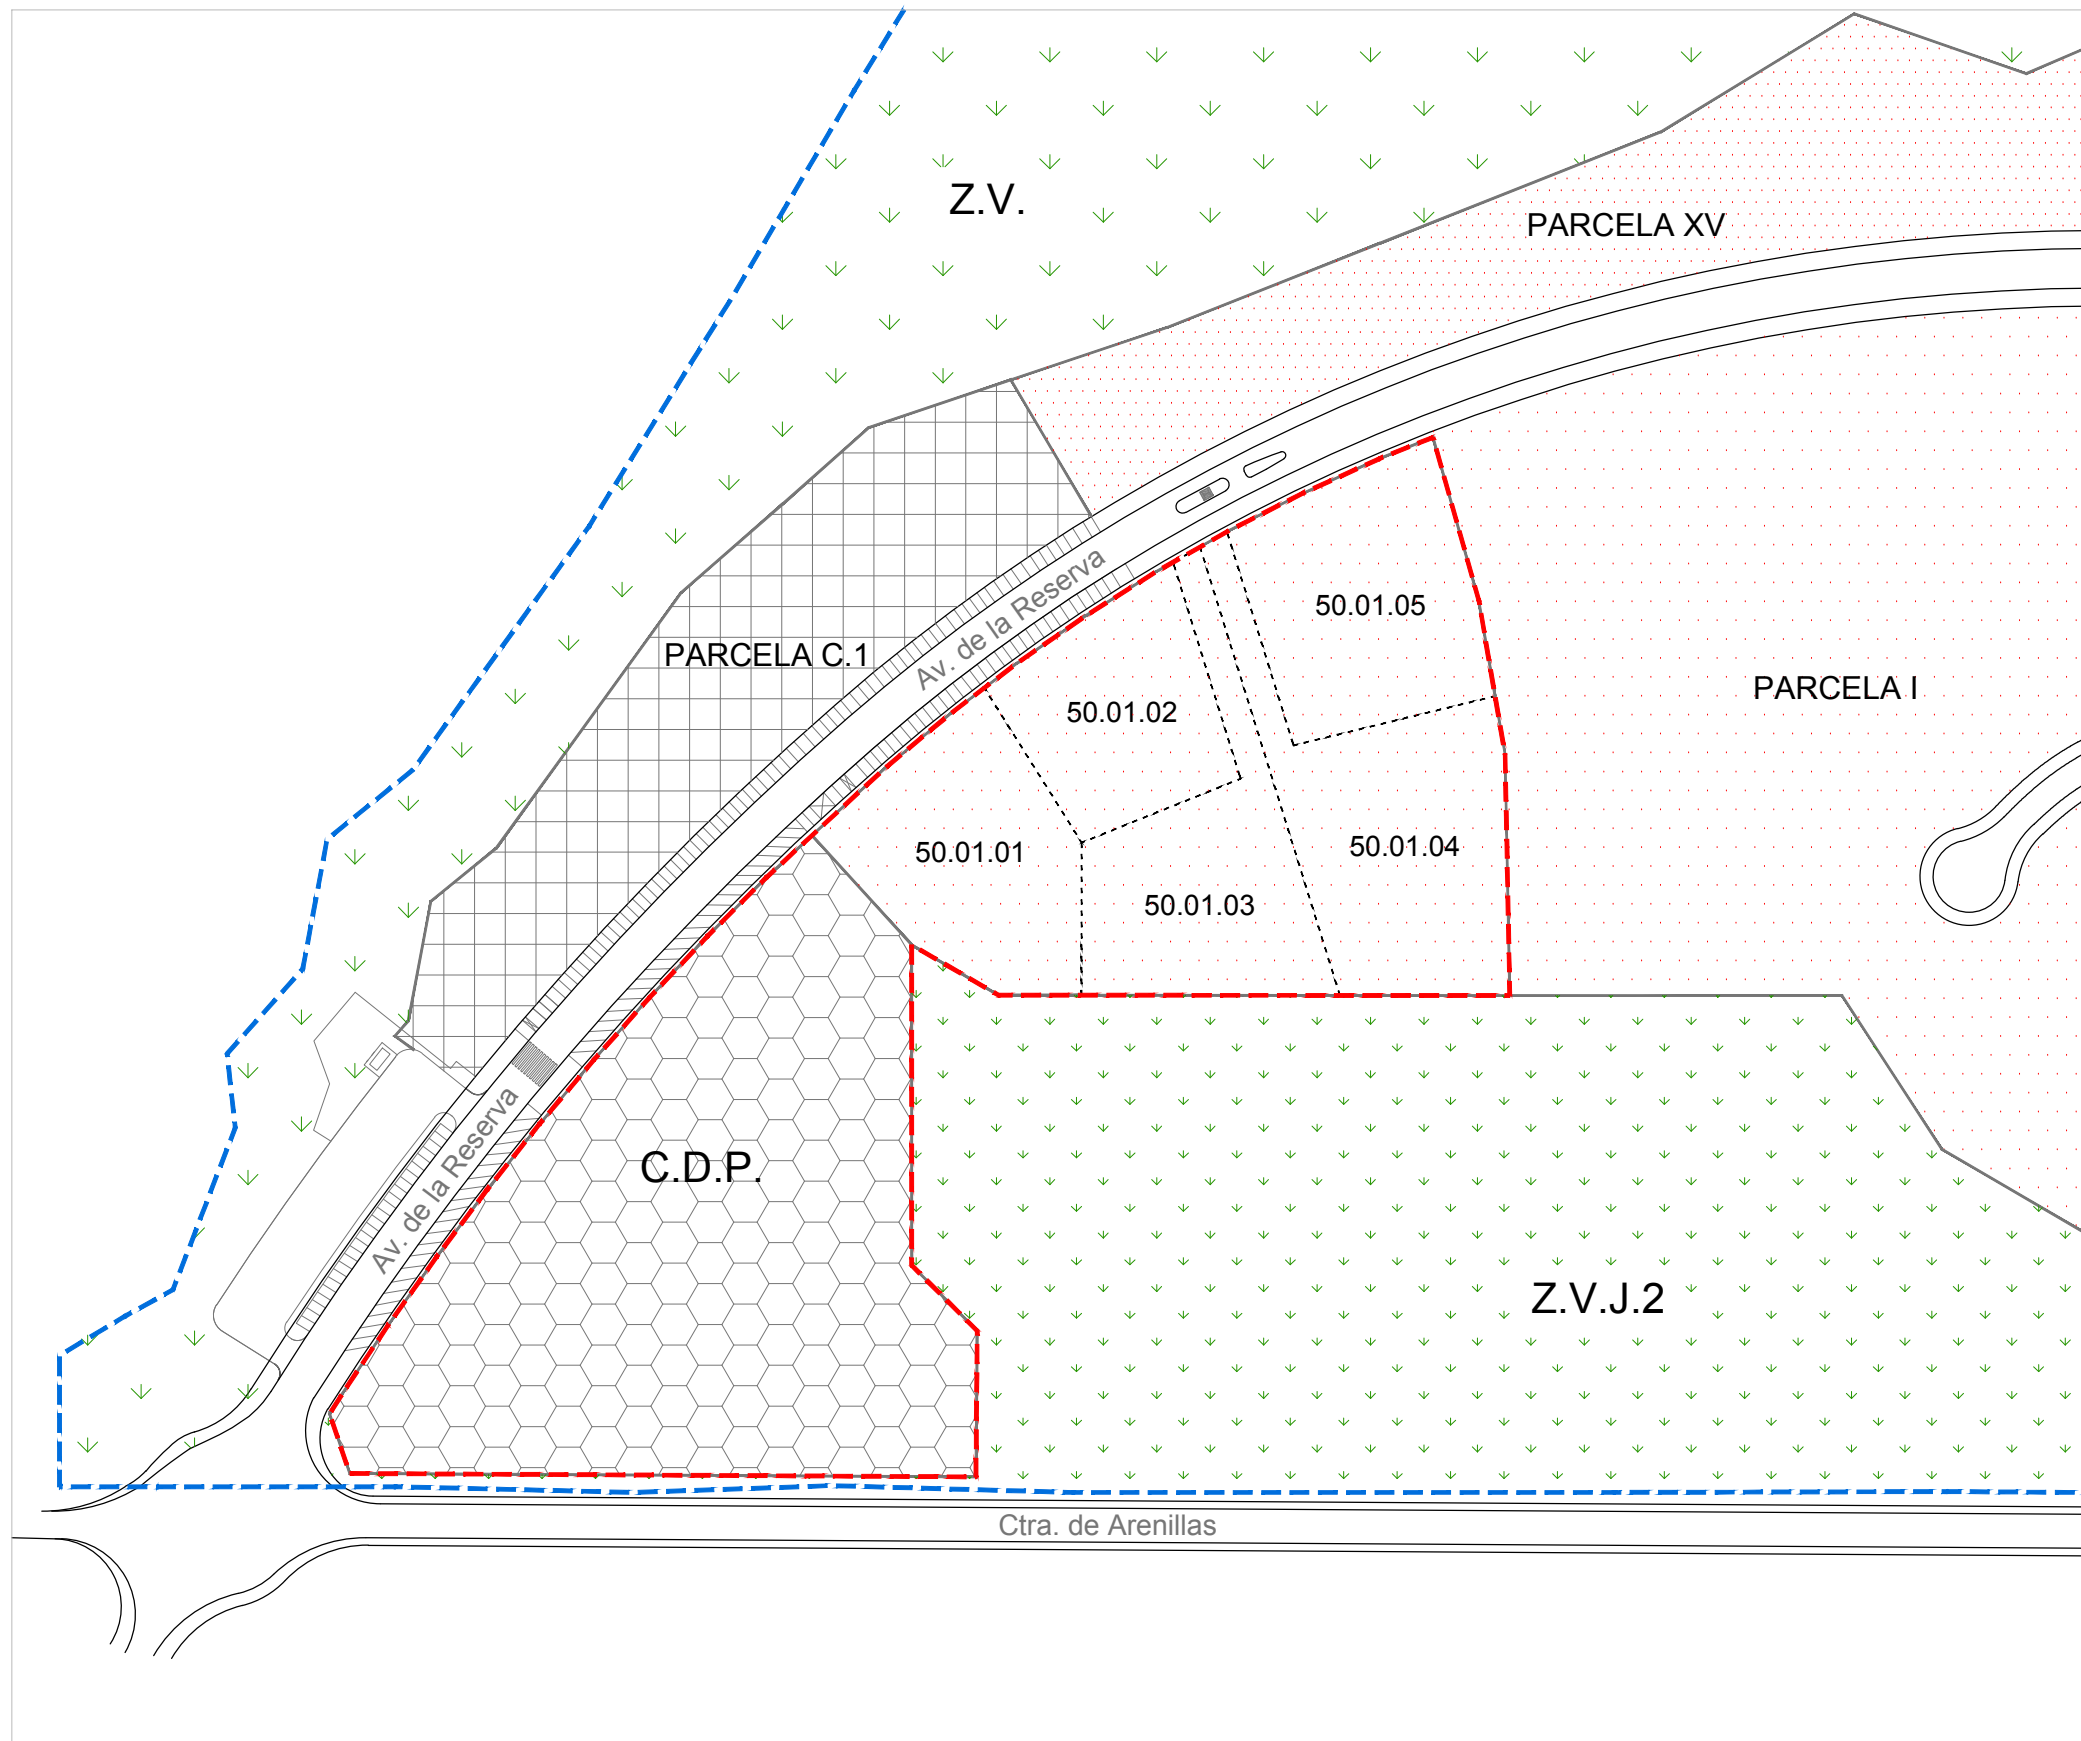 Z.V.
PARCELA XV
Av. de la Reserva
50.01.05
PARCELA C.1
PARCELA I
50.01.02
50.01.01
50.01.04
50.01.03
C.D.P.
Av. de la Reserva
Z.V.J.2
Ctra. de Arenillas